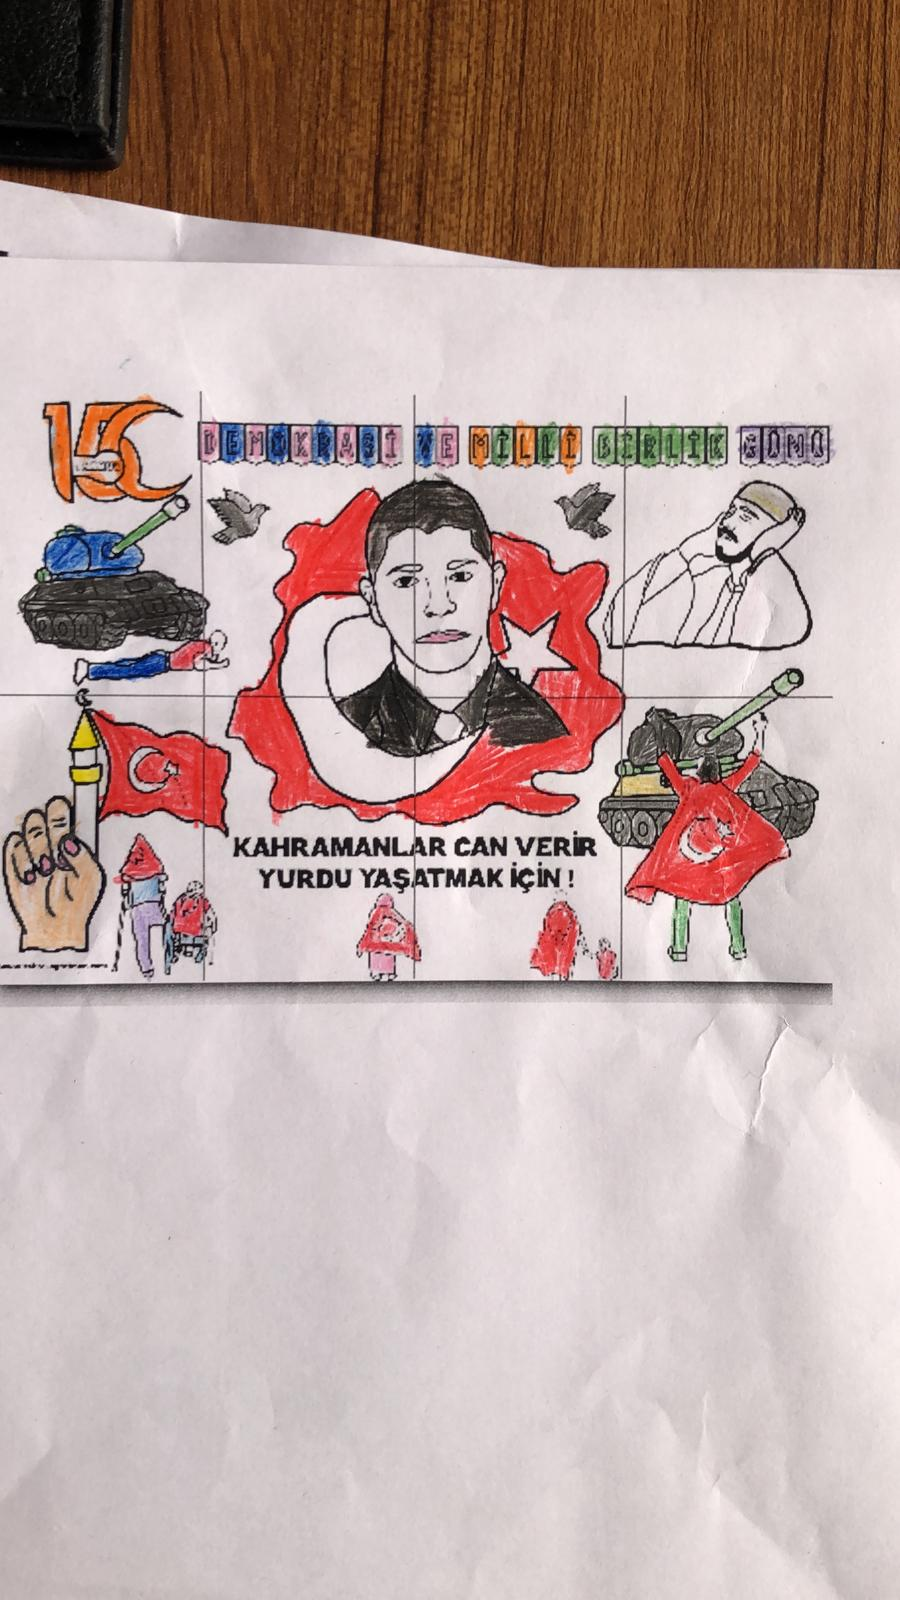 15
DEMOKRASİ VE MİLLİ BİRLİK GÜNÜ
KAHRAMANLAR CAN VERİR
YURDU YAŞATMAK İÇİN !